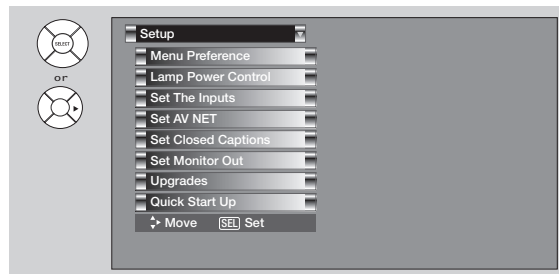 SELECT
or
Setup
Menu Preference
Lamp Power Control
Set The Inputs
Set AV NET
Set Closed Captions
Set Monitor Out
Upgrades
Quick Start Up
Move SEL Set